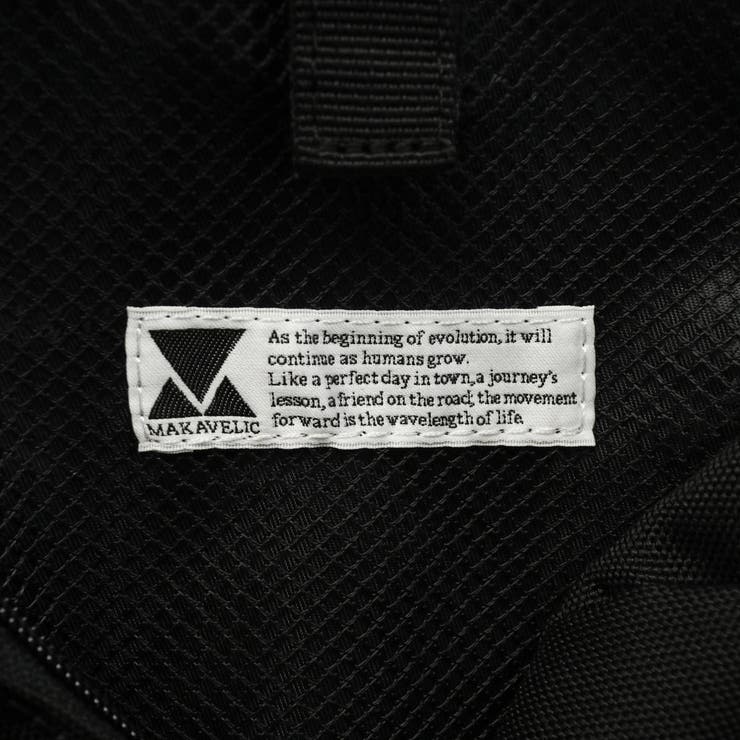 MAKAVELIC
As the beginning of evolution, it will
continue as humans grow.
Like a perfect day in town, a journey's
lesson, a friend on the road; the movement
forward is the wavelength of life.